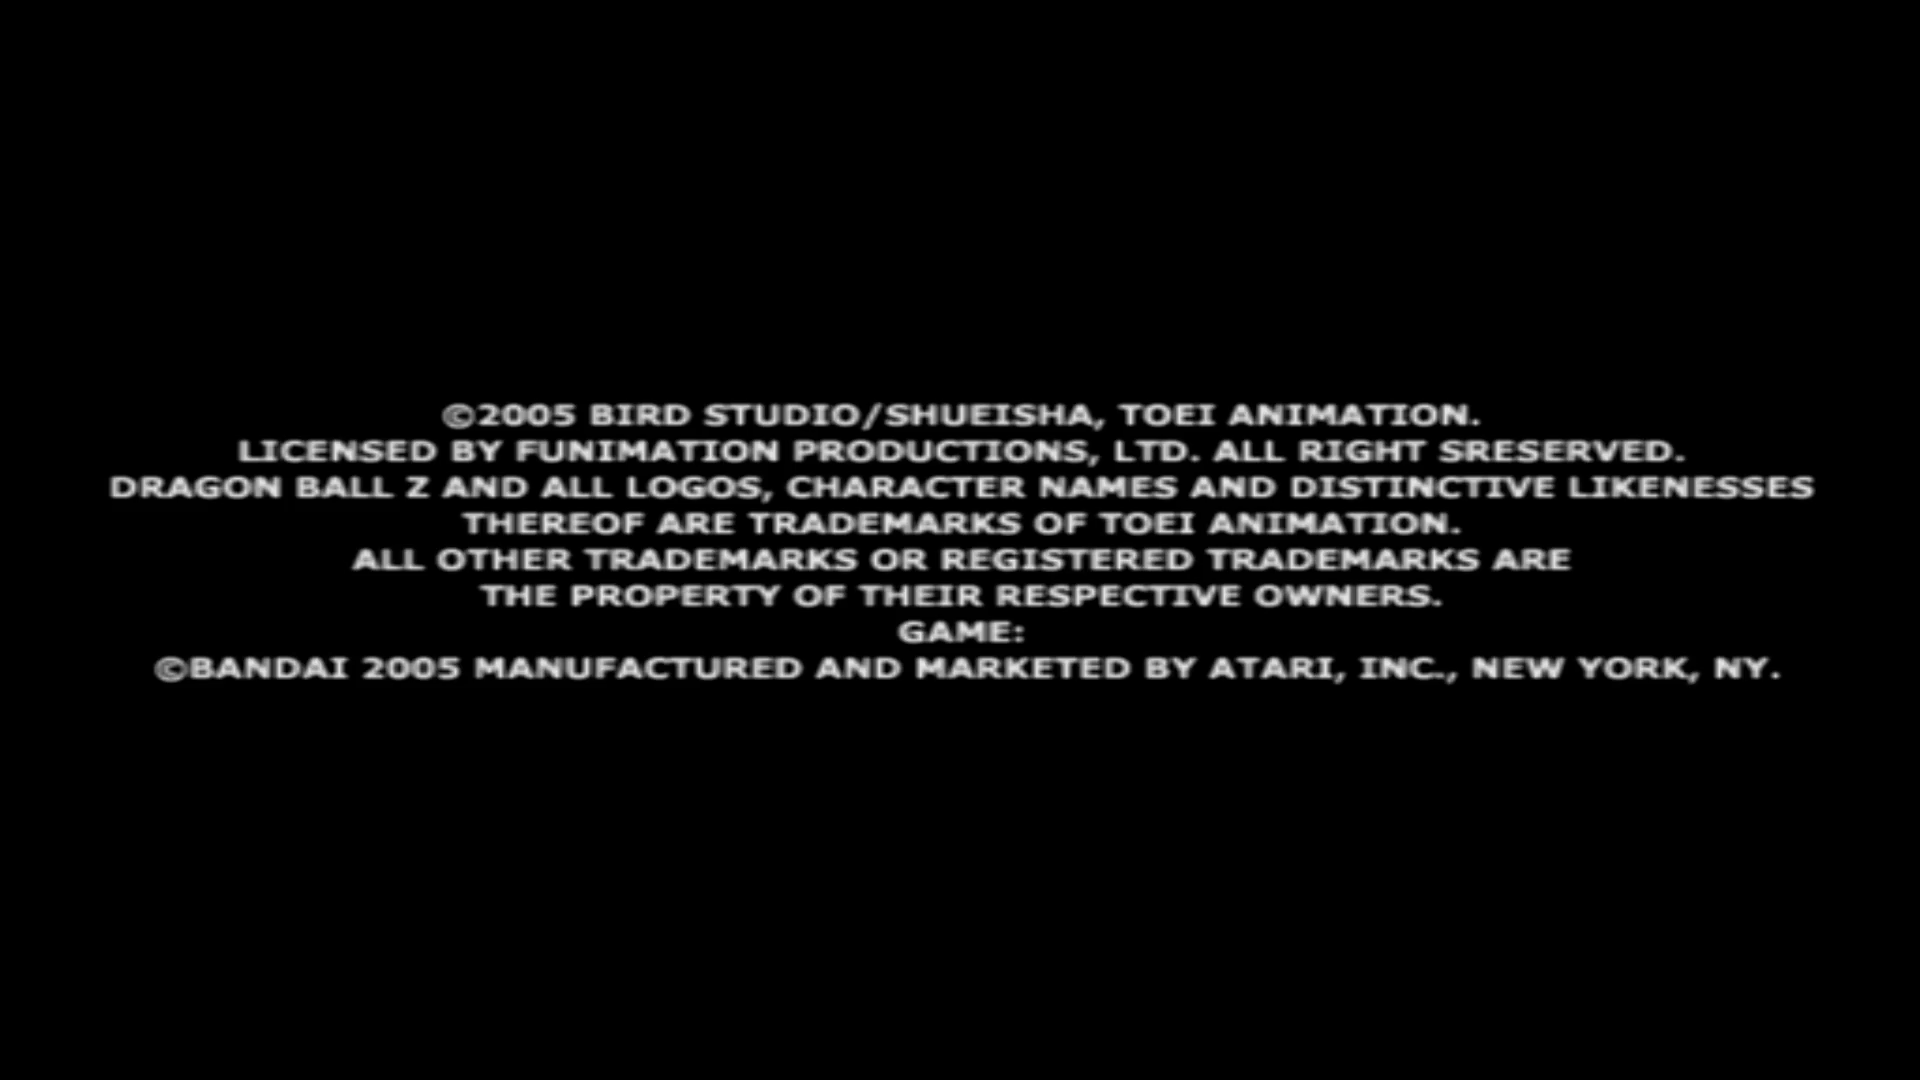 ©2005 BIRD STUDIO/SHUEISHA, TOEI ANIMATION.
LICENSED BY FUNIMATION PRODUCTIONS, LTD. ALL RIGHT SRESERVED.
DRAGON BALL Z AND ALL LOGOS, CHARACTER NAMES AND DISTINCTIVE LIKENESSES
THEREOF ARE TRADEMARKS OF TOEI ANIMATION.
ALL OTHER TRADEMARKS OR REGISTERED TRADEMARKS ARE
THE PROPERTY OF THEIR RESPECTIVE OWNERS.
GAME:
©BANDAI 2005 MANUFACTURED AND MARKETED BY ATARI, INC., NEW YORK, NY.